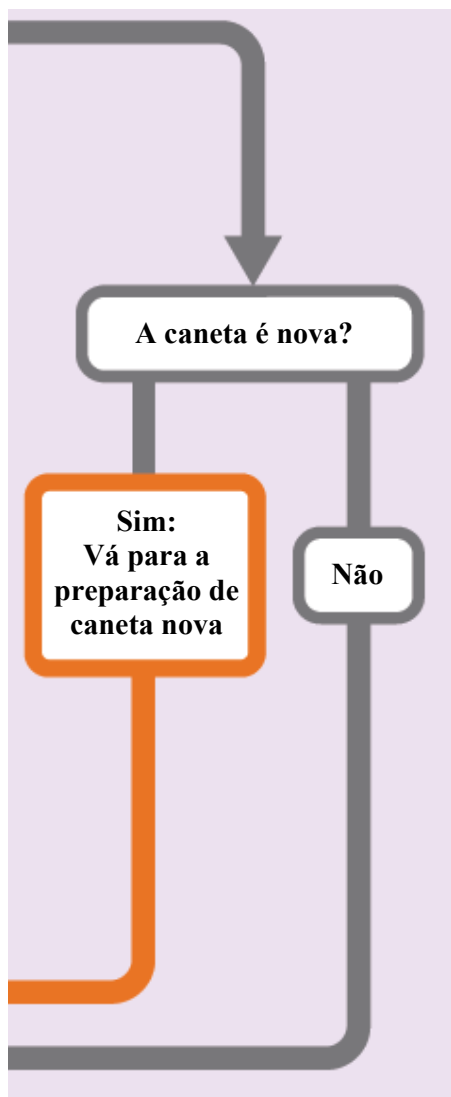 A caneta é nova?
Sim:
Vá para a
preparação de
caneta nova
Não